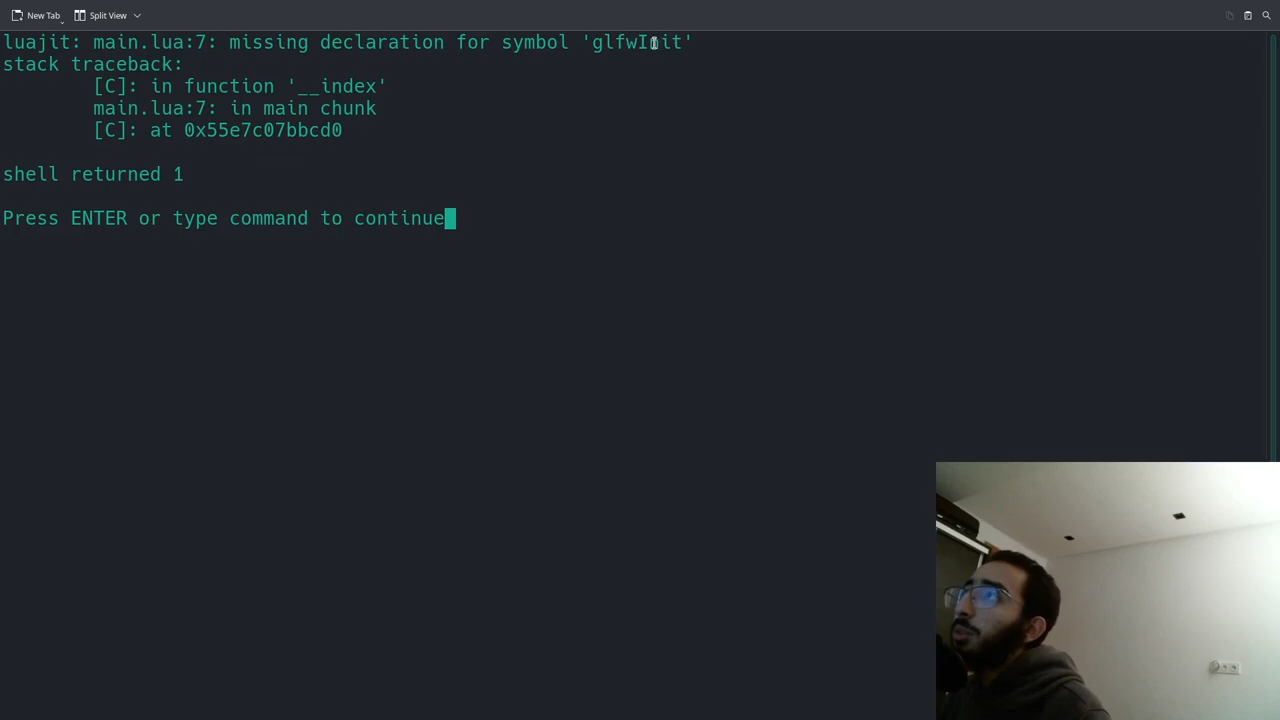 New Tab Split View
luajit: main.lua:7: missing declaration for symbol 'glfwInit'
stack traceback:
[C]: in function '__index'
main.lua:7: in main chunk
[C]: at 0x55e7c07bbcd0
shell returned 1
Press ENTER or type command to continue